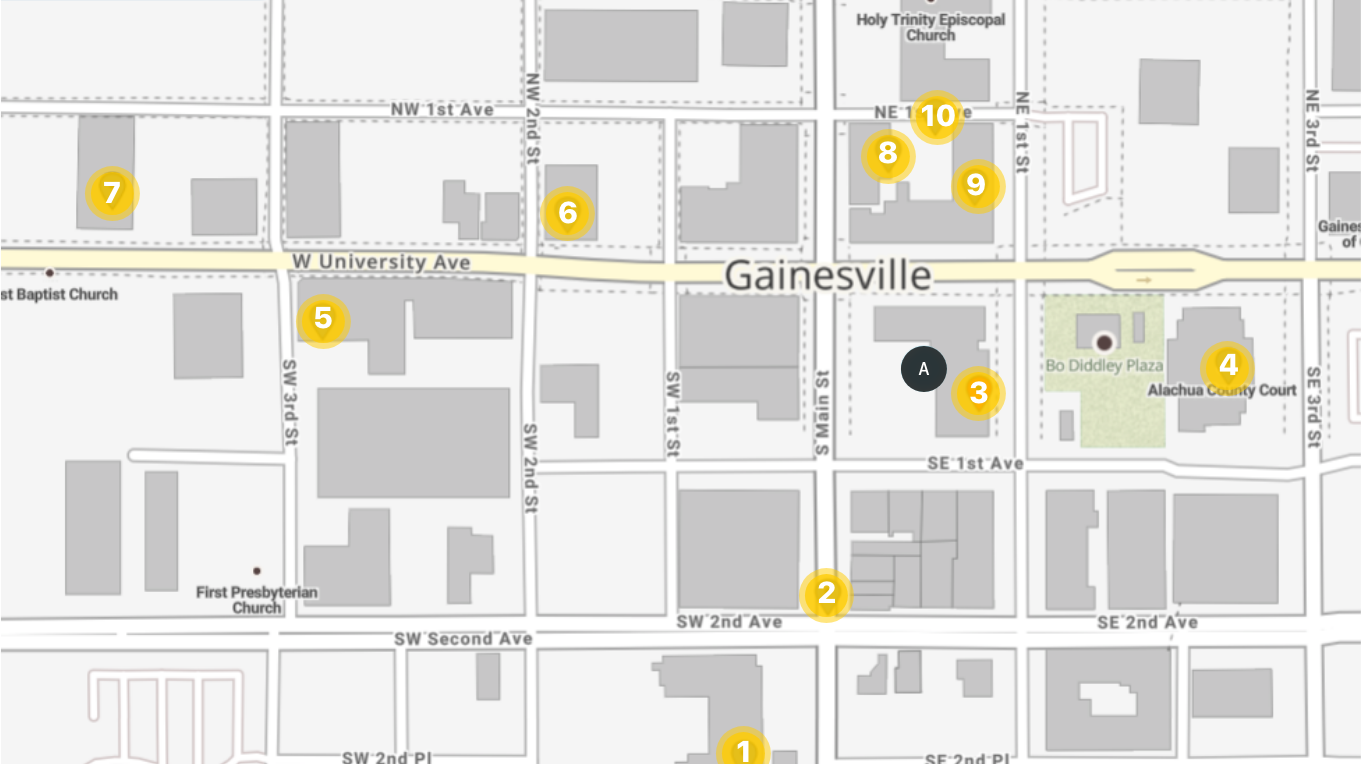 Holy Trinity Episcopal
Church
NW 1st Ave
NW 2nd St
10
NE 1st St
NE 3rd St
8
9
7
6
W University Ave
Gainesville
st Baptist Church
5
A
3
Bo Diddley Plaza
4
Alachua County Court
SW 3rd St
SW 1st St
S Main St
SE 3rd St
SW 2nd St
SE 1st Ave
First Presbyterian
Church
2
SW 2nd Ave
SE 2nd Ave
SW Second Ave
1
SW 2nd Pl
SE 2nd Pl